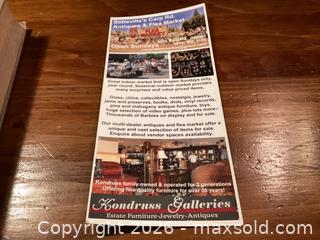 Stittsville's Carp Rd.
Antiques & Flea Market
Open Sundays
Great indoor market that is open Sundays only,
year round. Seasonal outdoor market provides
many surprises and value priced items.
Glass, china, collectibles, nostalgia, jewelry,
jams and preserves, books, dvds, vinyl records,
pine and mahogany antique furniture, toys,
huge selection of video games, plus lots more!
Thousands of Barbies on display and for sale.
Our multi-dealer antiques and flea market offer a
unique and vast selection of items for sale.
Enquire about vendor spaces availability.
Kondruss family owned & operated for 3 generations
Offering fine quality furniture for over 50 years!
Kondruss Galleries
Estate Furniture-Jewelry-Antiques
Copyright © 2026 - maxsold.com